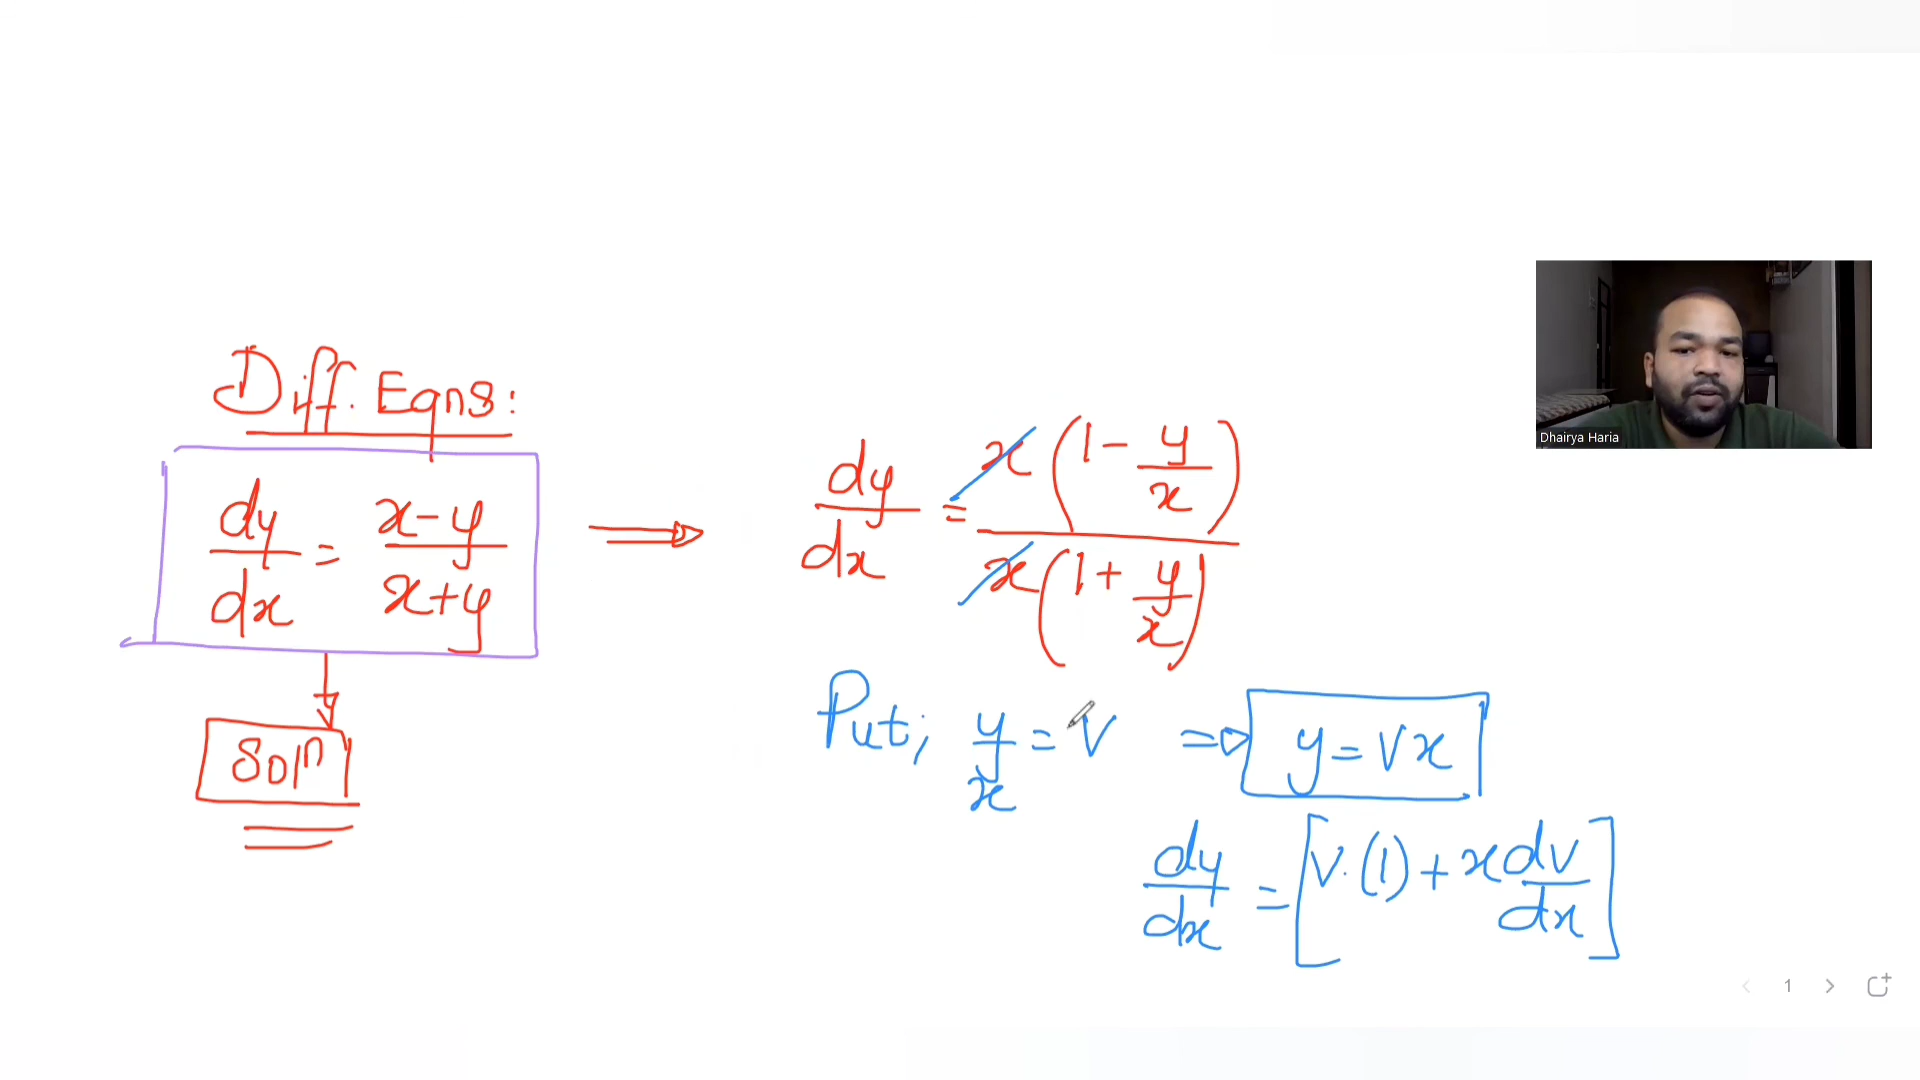 Diff. Eqns:
dy/dx = x-y/x+y
Soln
⟹ dy/dx = x(1 - y/x)/x(1 + y/x)
Put; y/x = V ⟹ y = Vx
dy/dx = [V.(1) + x dv/dx]
Dhairya Haria
1